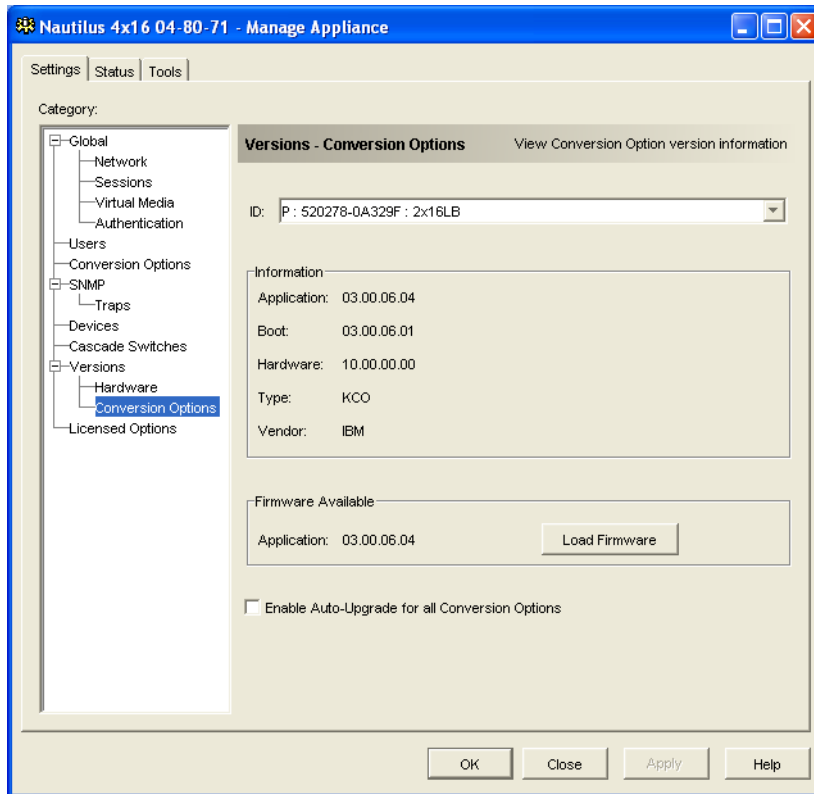 Nautilus 4x16 04-80-71 - Manage Appliance
Settings Status Tools
Category:
Global
Network
Sessions
Virtual Media
Authentication
Users
Conversion Options
SNMP
Traps
Devices
Cascade Switches
Versions
Hardware
Conversion Options
Licensed Options
Versions - Conversion Options View Conversion Option version information
ID: P : 520278-0A329F : 2x16LB
Information
Application: 03.00.06.04
Boot: 03.00.06.01
Hardware: 10.00.00.00
Type: KCO
Vendor: IBM
Firmware Available
Application: 03.00.06.04 Load Firmware
Enable Auto-Upgrade for all Conversion Options
OK Close Apply Help